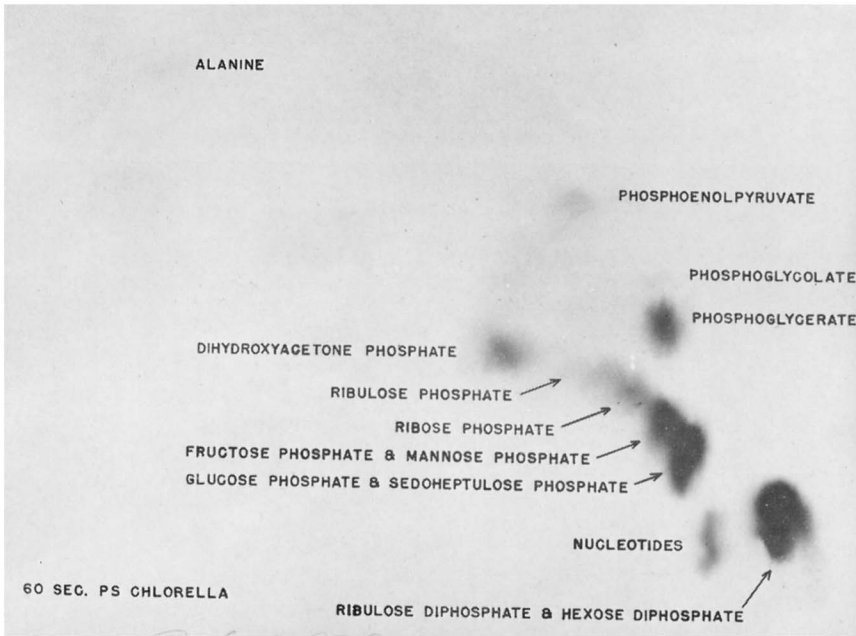 ALANINE
PHOSPHOENOLPYRUVATE
PHOSPHOGLYCOLATE
PHOSPHOGLYCERATE
DIHYDROXYACETONE PHOSPHATE
RIBULOSE PHOSPHATE
RIBOSE PHOSPHATE
FRUCTOSE PHOSPHATE & MANNOSE PHOSPHATE
GLUCOSE PHOSPHATE & SEDOHEPTULOSE PHOSPHATE
NUCLEOTIDES
60 SEC. PS CHLORELLA
RIBULOSE DIPHOSPHATE & HEXOSE DIPHOSPHATE